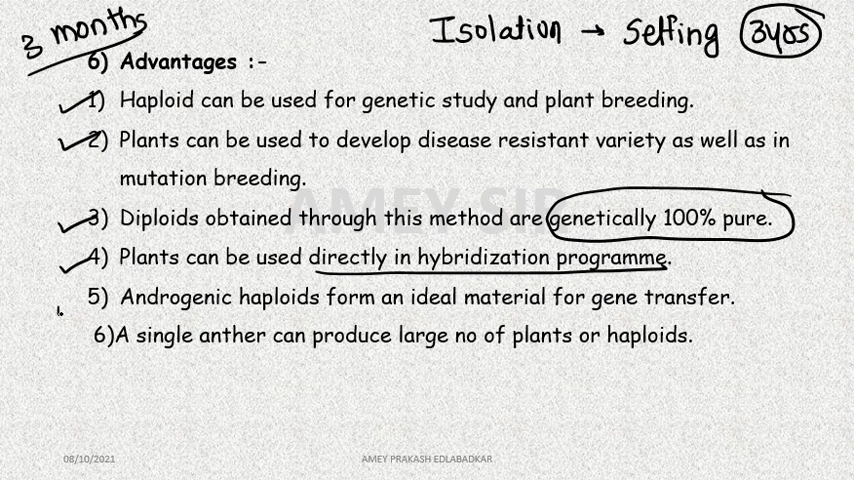 3 months
Isolation → Selfing 3yrs
6) Advantages :-
1) Haploid can be used for genetic study and plant breeding.
2) Plants can be used to develop disease resistant variety as well as in
mutation breeding.
AMEY SIR
3) Diploids obtained through this method are genetically 100% pure.
4) Plants can be used directly in hybridization programme.
5) Androgenic haploids form an ideal material for gene transfer.
6)A single anther can produce large no of plants or haploids.
08/10/2021
AMEY PRAKASH EDLABADKAR